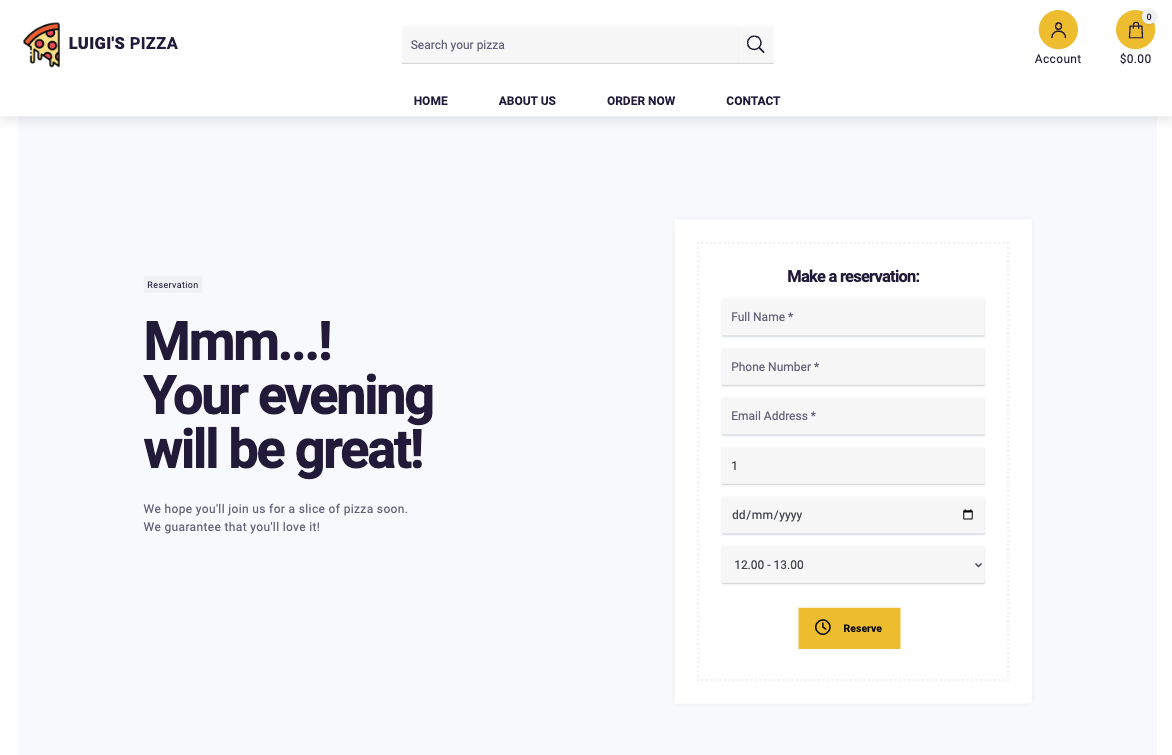 LUIGI'S PIZZA
Search your pizza
0
Account
$0.00
HOME
ABOUT US
ORDER NOW
CONTACT
Reservation
Mmm...!
Your evening
will be great!
We hope you'll join us for a slice of pizza soon.
We guarantee that you'll love it!
Make a reservation:
Full Name *
Phone Number *
Email Address *
1
dd/mm/yyyy
12.00 - 13.00
Reserve